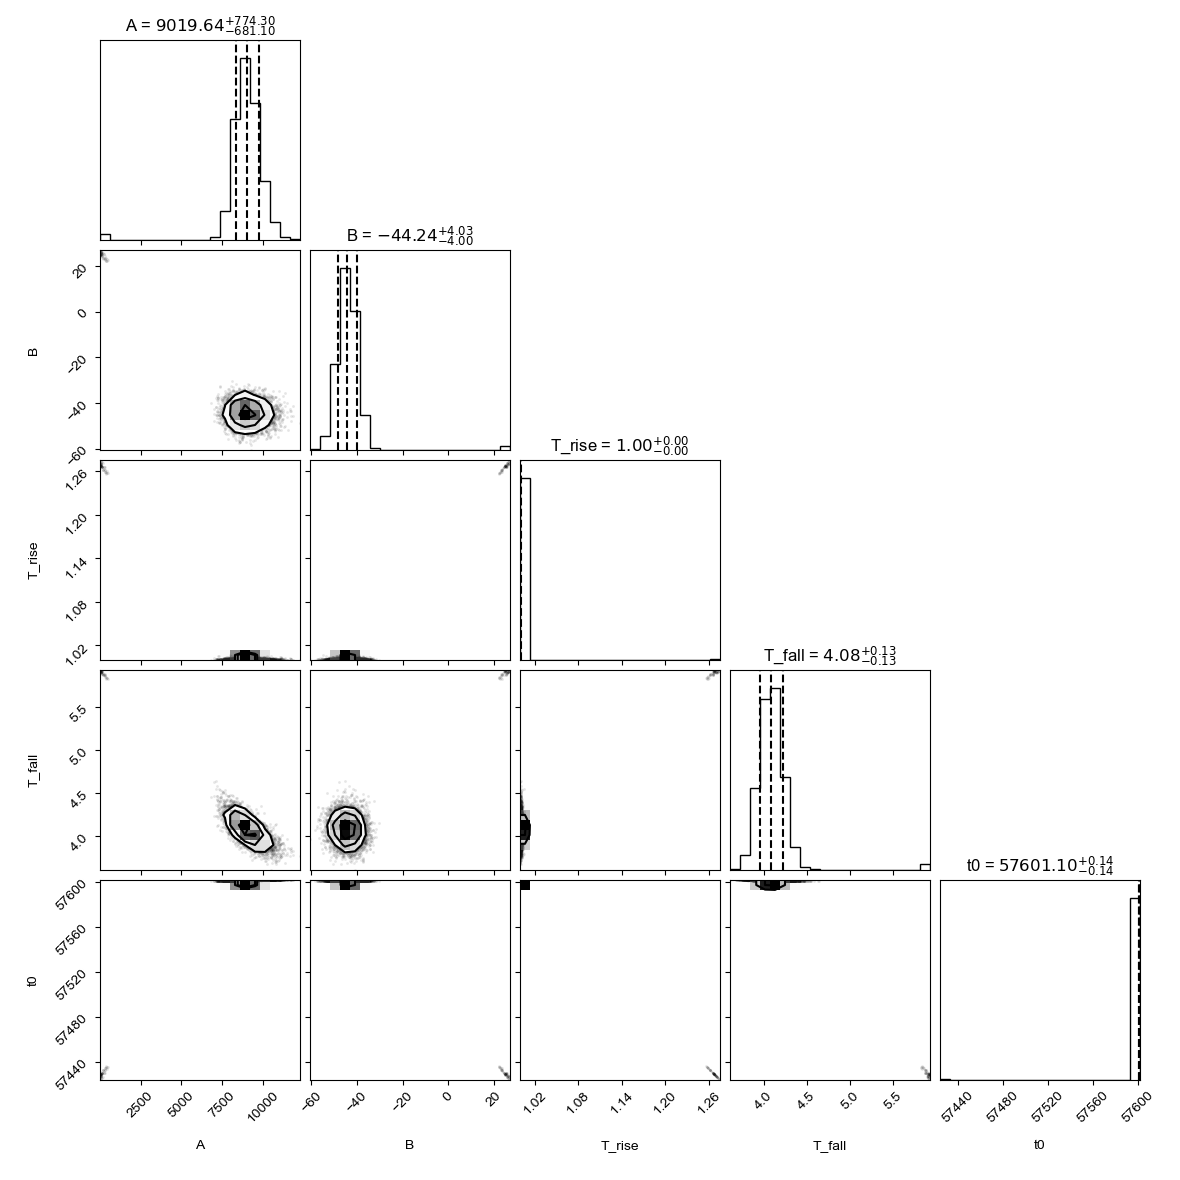 A = 9019.64+774.30−681.10
B = −44.24+4.03−4.00
20
0
−20
−40
−60
B
T_rise = 1.00+0.00−0.00
1.26
1.20
1.14
1.08
1.02
T_rise
T_fall = 4.08+0.13−0.13
5.5
5.0
4.5
4.0
T_fall
t0 = 57601.10+0.14−0.14
57600
57560
57520
57480
57440
t0
2500 5000 7500 10000
−60 −40 −20 0 20
1.02 1.08 1.14 1.20 1.26
4.0 4.5 5.0 5.5
57440 57480 57520 57560 57600
A B T_rise T_fall t0